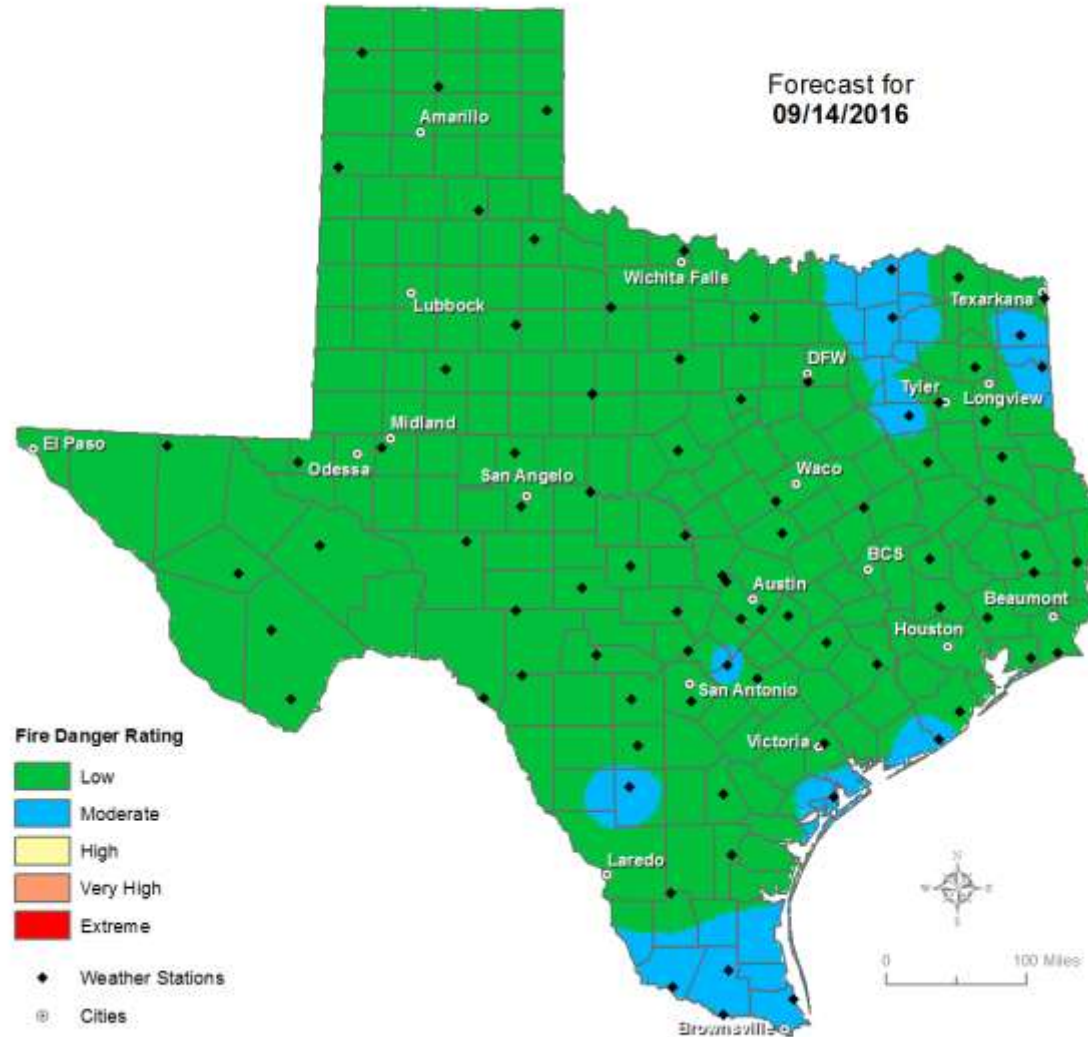 Forecast for
09/14/2016
Amarillo
Wichita Falls
Lubbock
Texarkana
DFW
Tyler
Longview
Midland
El Paso
Odessa
San Angelo
Waco
BCS
Austin
Beaumont
Houston
San Antonio
Victoria
Laredo
Brownsville
Fire Danger Rating
Low
Moderate
High
Very High
Extreme
Weather Stations
Cities
N
W
E
S
0
100 Miles